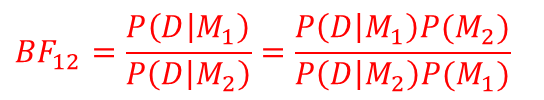 BF₁₂ = P(D|M₁) / P(D|M₂) = P(D|M₁)P(M₂) / P(D|M₂)P(M₁)